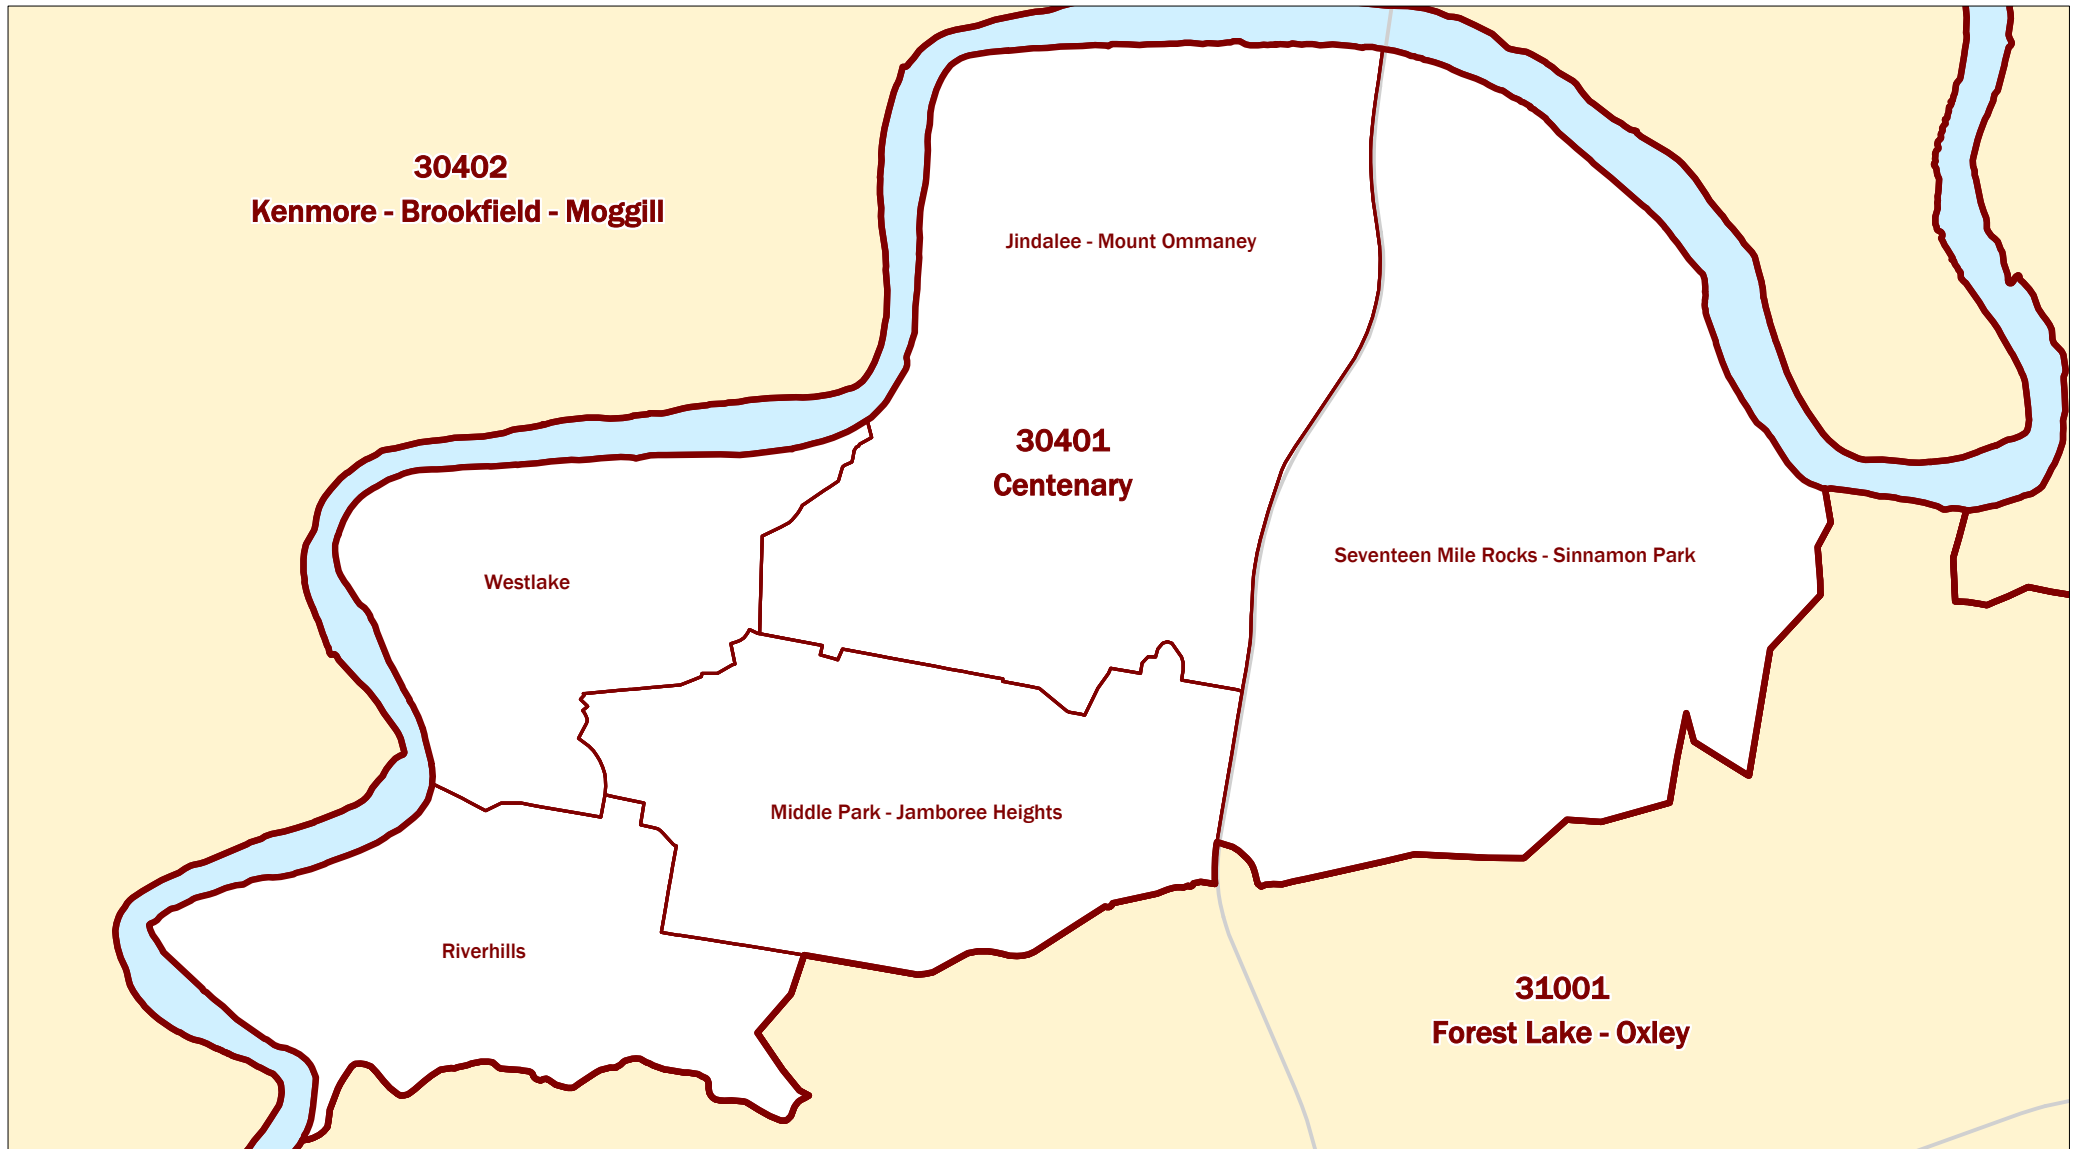 30402
Kenmore - Brookfield - Moggill
Jindalee - Mount Ommaney
30401
Centenary
Seventeen Mile Rocks - Sinnamon Park
Westlake
Middle Park - Jamboree Heights
Riverhills
31001
Forest Lake - Oxley